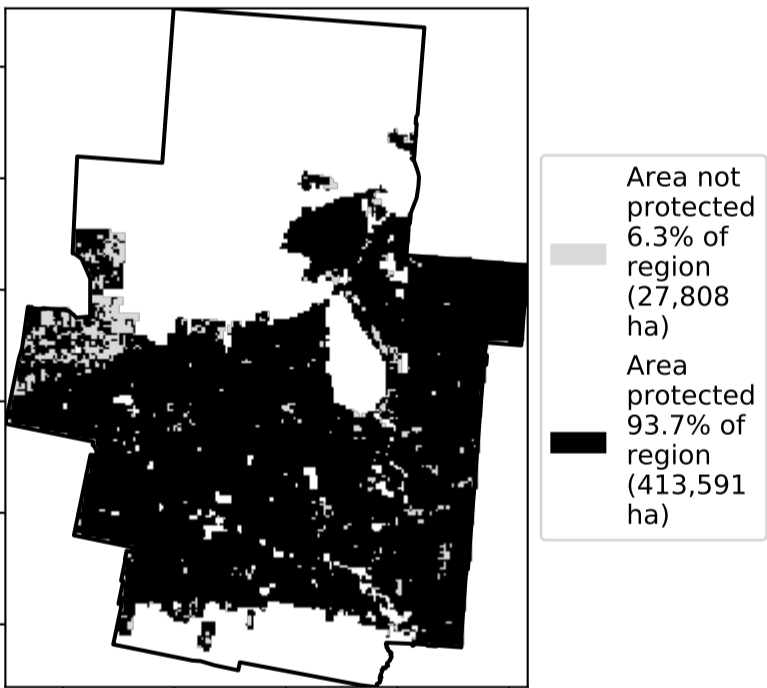 Area not
protected
6.3% of
region
(27,808
ha)
Area
protected
93.7% of
region
(413,591
ha)